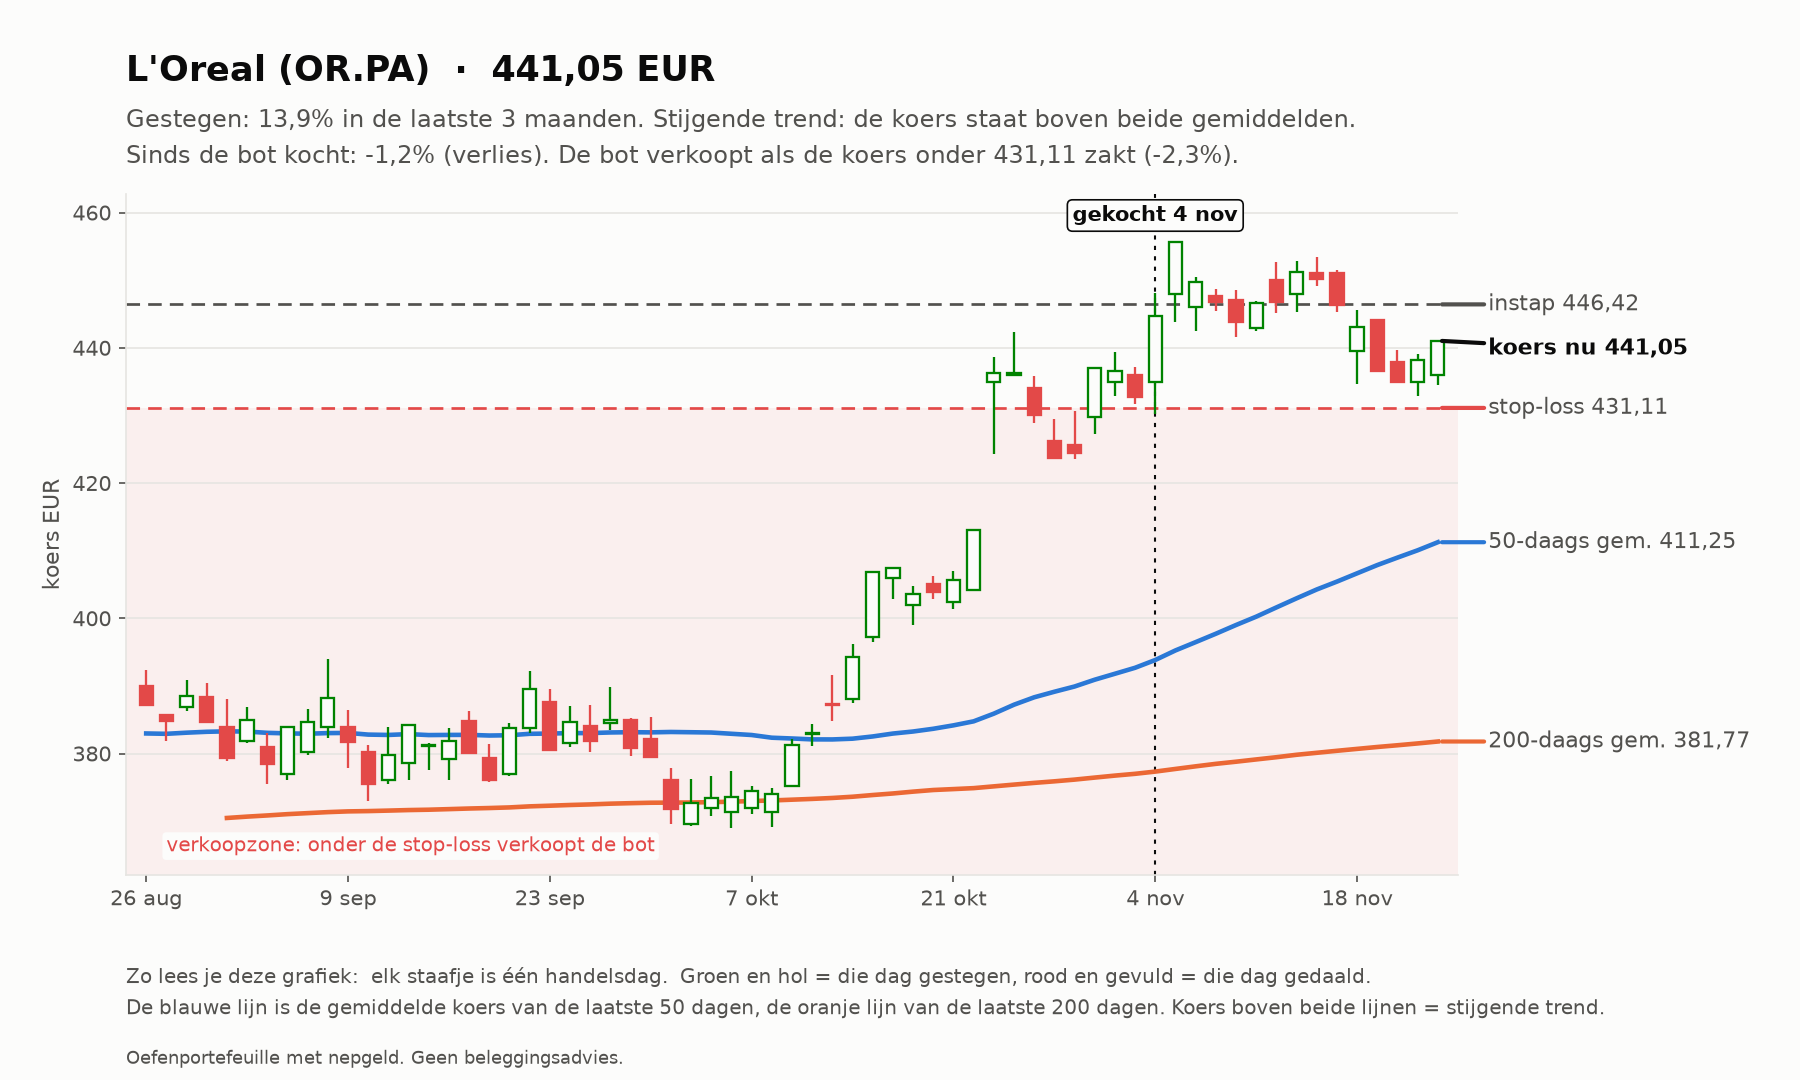 L'Oreal (OR.PA)  ·  441,05 EUR
Gestegen: 13,9% in de laatste 3 maanden. Stijgende trend: de koers staat boven beide gemiddelden.
Sinds de bot kocht: -1,2% (verlies). De bot verkoopt als de koers onder 431,11 zakt (-2,3%).
gekocht 4 nov
460
440
420
400
380
koers EUR
instap 446,42
koers nu 441,05
stop-loss 431,11
50-daags gem. 411,25
200-daags gem. 381,77
verkoopzone: onder de stop-loss verkoopt de bot
26 aug
9 sep
23 sep
7 okt
21 okt
4 nov
18 nov
Zo lees je deze grafiek:  elk staafje is één handelsdag.  Groen en hol = die dag gestegen, rood en gevuld = die dag gedaald.
De blauwe lijn is de gemiddelde koers van de laatste 50 dagen, de oranje lijn van de laatste 200 dagen. Koers boven beide lijnen = stijgende trend.
Oefenportefeuille met nepgeld. Geen beleggingsadvies.